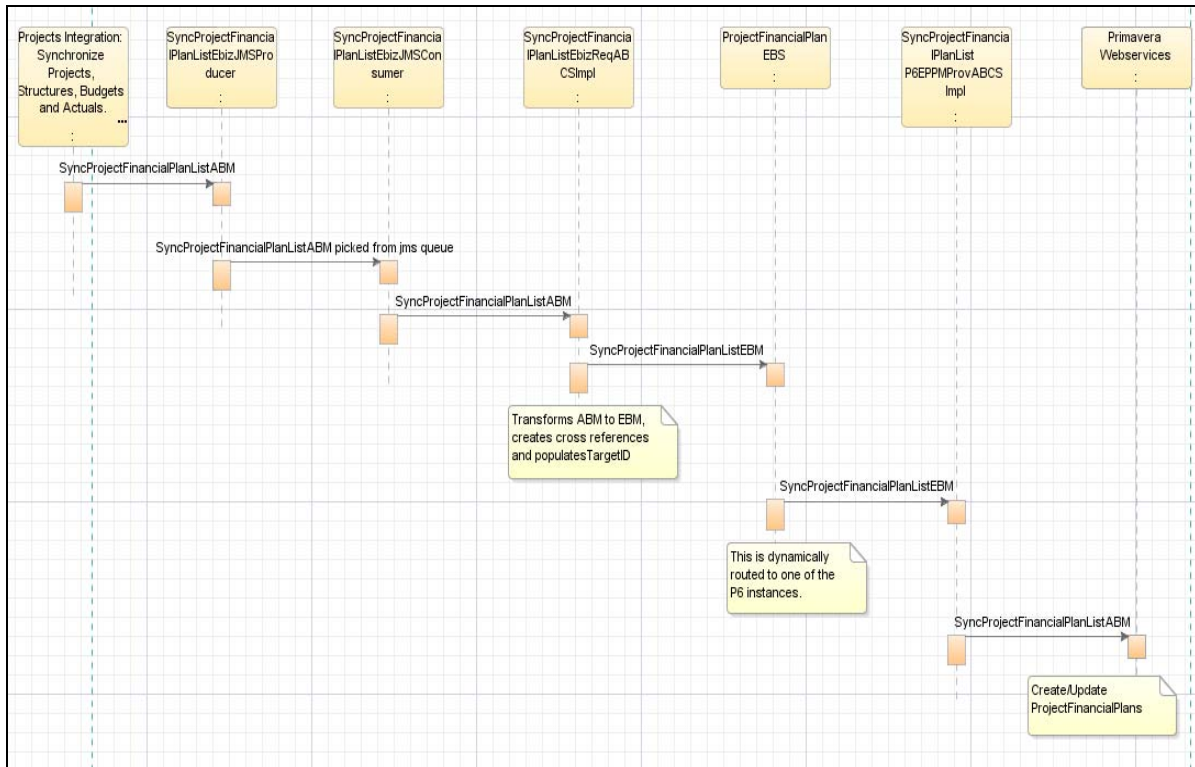 Projects Integration:
Synchronize
Projects,
Structures, Budgets
and Actuals.
...
:
SyncProjectFinancia
lPlanListEbizJMSPro
ducer
:
SyncProjectFinancia
lPlanListEbizJMSCon
sumer
:
SyncProjectFinancia
lPlanListEbizReqAB
CSImpl
:
ProjectFinancialPlan
EBS
:
SyncProjectFinancia
lPlanList
P6EPPMProvABCS
Impl
:
Primavera
Webservices
:
SyncProjectFinancialPlanListABM
SyncProjectFinancialPlanListABM picked from jms queue
SyncProjectFinancialPlanListABM
SyncProjectFinancialPlanListEBM
Transforms ABM to EBM,
creates cross references
and populatesTargetID
SyncProjectFinancialPlanListEBM
This is dynamically
routed to one of the
P6 instances.
SyncProjectFinancialPlanListABM
Create/Update
ProjectFinancialPlans